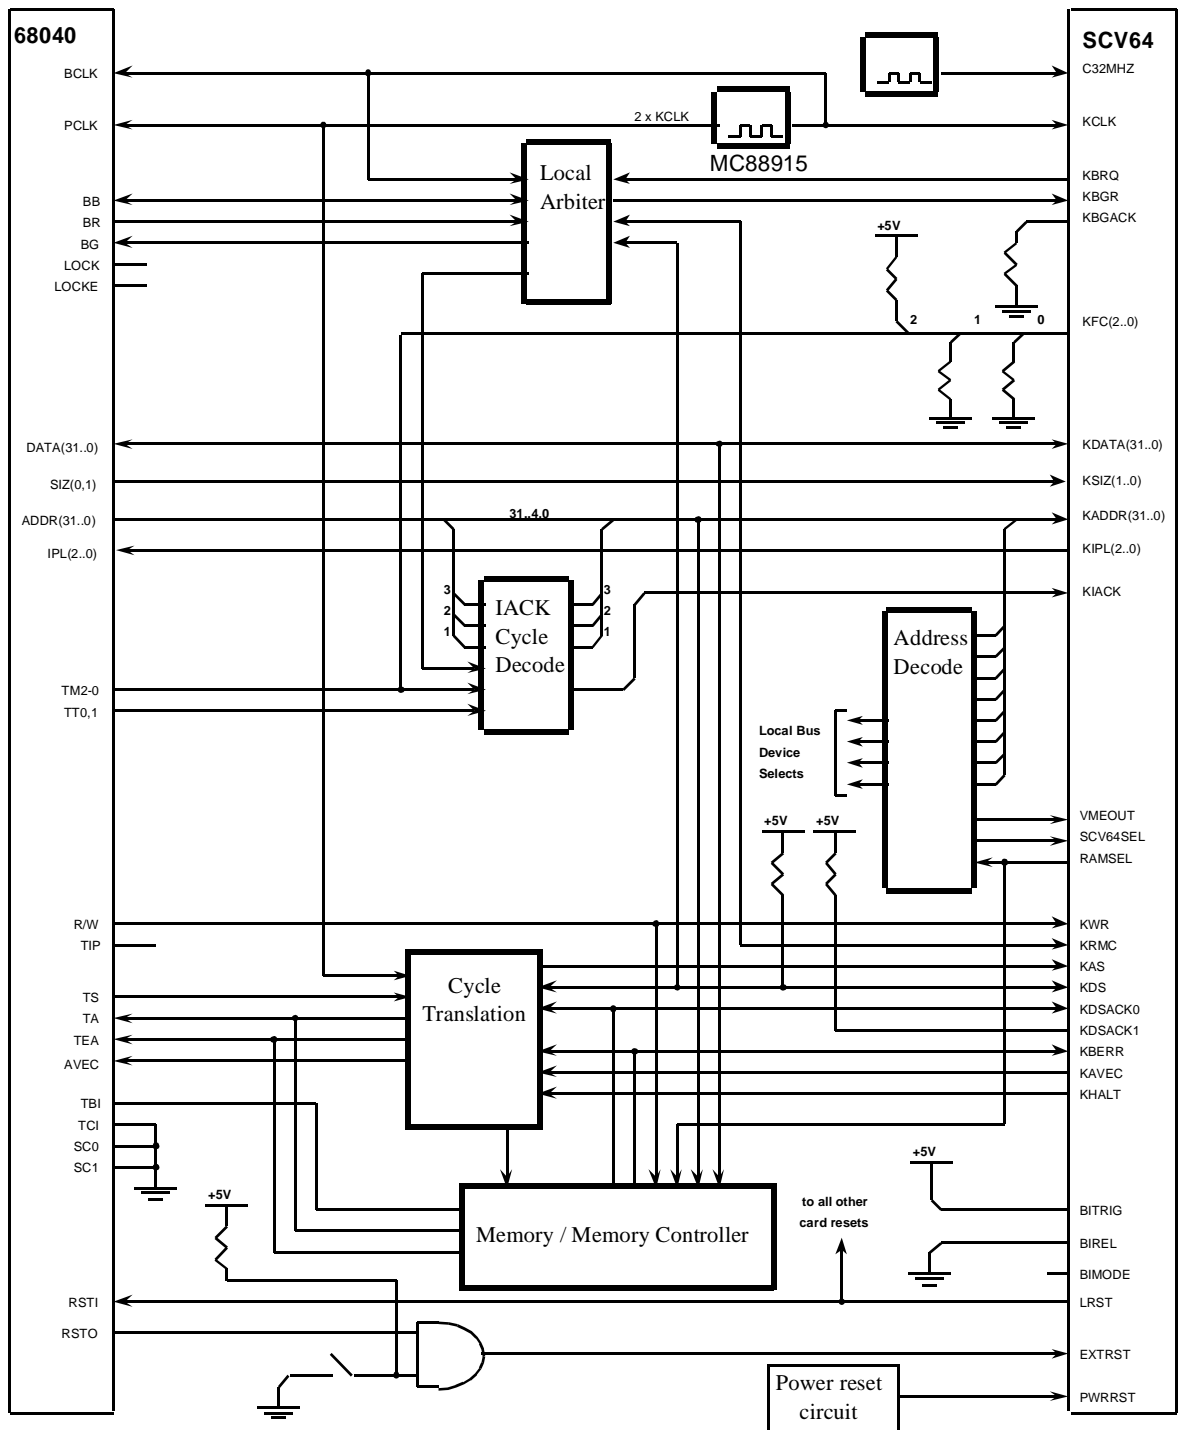 68040
SCV64
BCLK
C32MHZ
PCLK
2 x KCLK
KCLK
MC88915
Local
Arbiter
KBRQ
BB
KBGR
BR
KBGACK
BG
+5V
LOCK
LOCKE
2
1
0
KFC(2..0)
DATA(31..0)
KDATA(31..0)
SIZ(0,1)
KSIZ(1..0)
ADDR(31..0)
31..4,0
KADDR(31..0)
IPL(2..0)
KIPL(2..0)
3
2
1
IACK
Cycle
Decode
3
2
1
KIACK
Address
Decode
TM2-0
TT0,1
Local Bus
Device
Selects
VMEOUT
+5V
+5V
SCV64SEL
RAMSEL
R/W
KWR
TIP
KRMC
Cycle
Translation
KAS
TS
KDS
TA
KDSACK0
TEA
KDSACK1
AVEC
KBERR
KAVEC
TBI
KHALT
TCI
SC0
SC1
+5V
+5V
to all other
card resets
BITRIG
Memory / Memory Controller
BIREL
BIMODE
RSTI
LRST
RSTO
EXTRST
Power reset
circuit
PWRRST